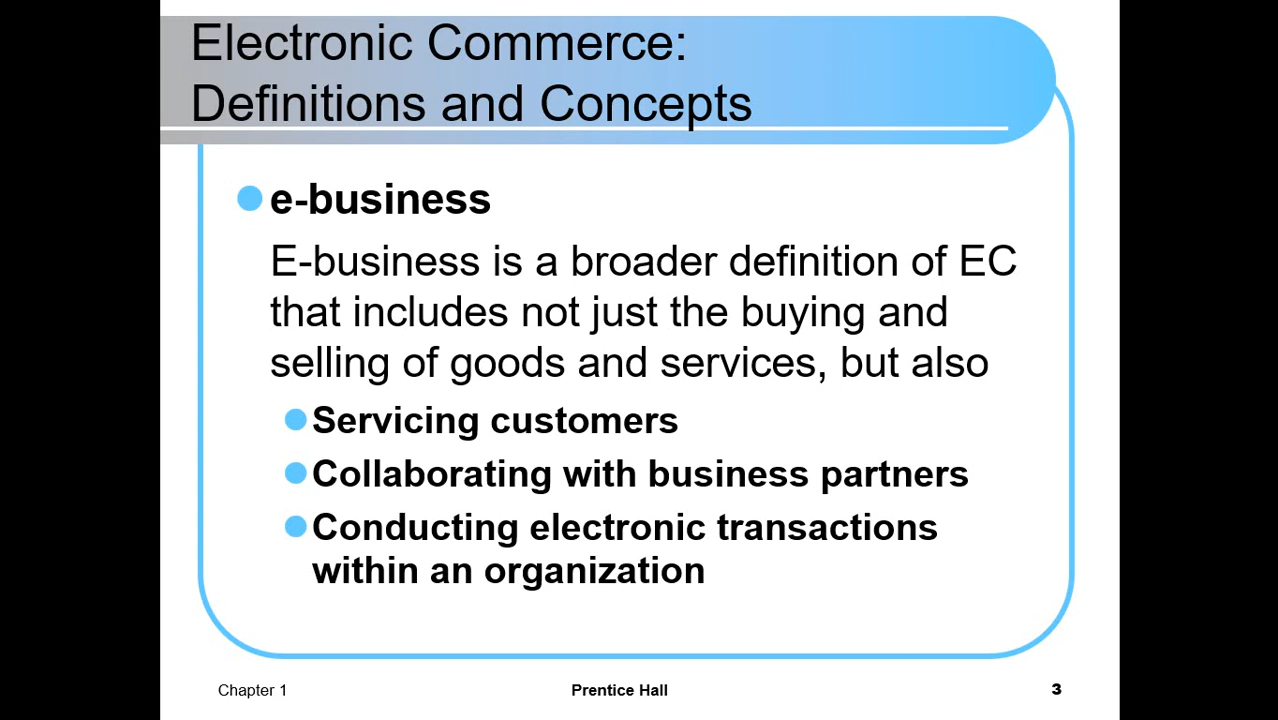 Electronic Commerce:
Definitions and Concepts
e-business
E-business is a broader definition of EC
that includes not just the buying and
selling of goods and services, but also
Servicing customers
Collaborating with business partners
Conducting electronic transactions
within an organization
Chapter 1
Prentice Hall
3